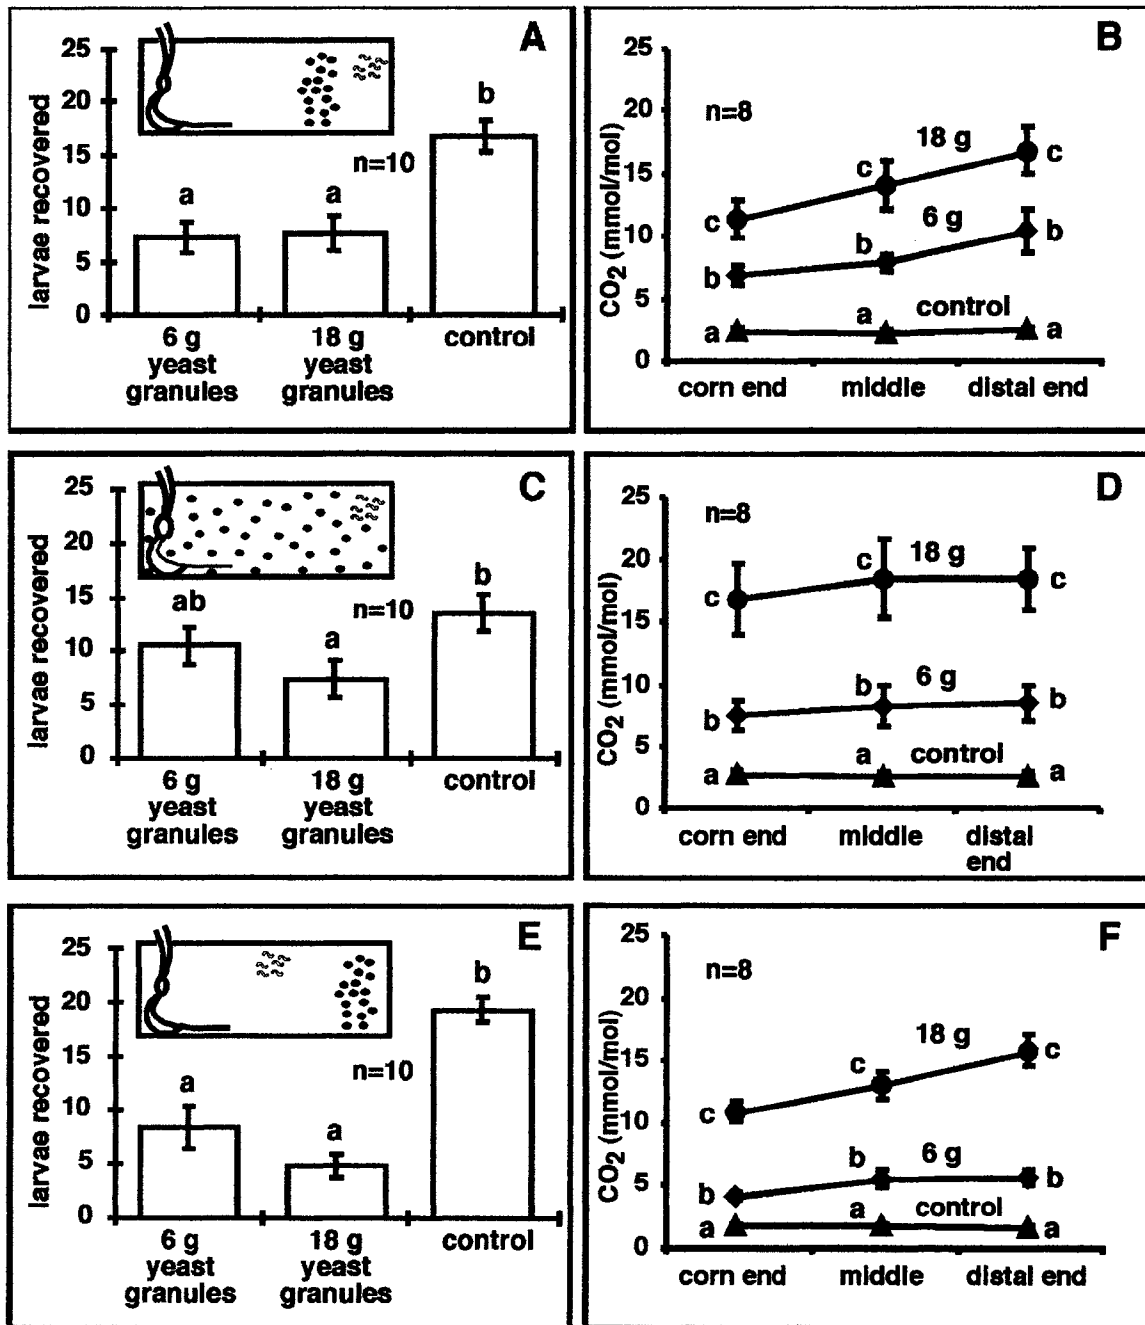 A
25
20
15
10
5
0
larvae recovered
n=10
a
a
b
6 g
yeast
granules
18 g
yeast
granules
control
B
25
20
15
10
5
0
CO2 (mmol/mol)
n=8
18 g
c
c
c
6 g
b
b
b
control
a
a
a
corn end
middle
distal end
C
25
20
15
10
5
0
larvae recovered
n=10
ab
a
b
6 g
yeast
granules
18 g
yeast
granules
control
D
25
20
15
10
5
0
CO2 (mmol/mol)
n=8
18 g
c
c
c
6 g
b
b
b
control
a
a
a
corn end
middle
distal
end
E
25
20
15
10
5
0
larvae recovered
n=10
a
a
b
6 g
yeast
granules
18 g
yeast
granules
control
F
25
20
15
10
5
0
CO2 (mmol/mol)
n=8
18 g
c
c
c
6 g
b
b
b
control
a
a
a
corn end
middle
distal end